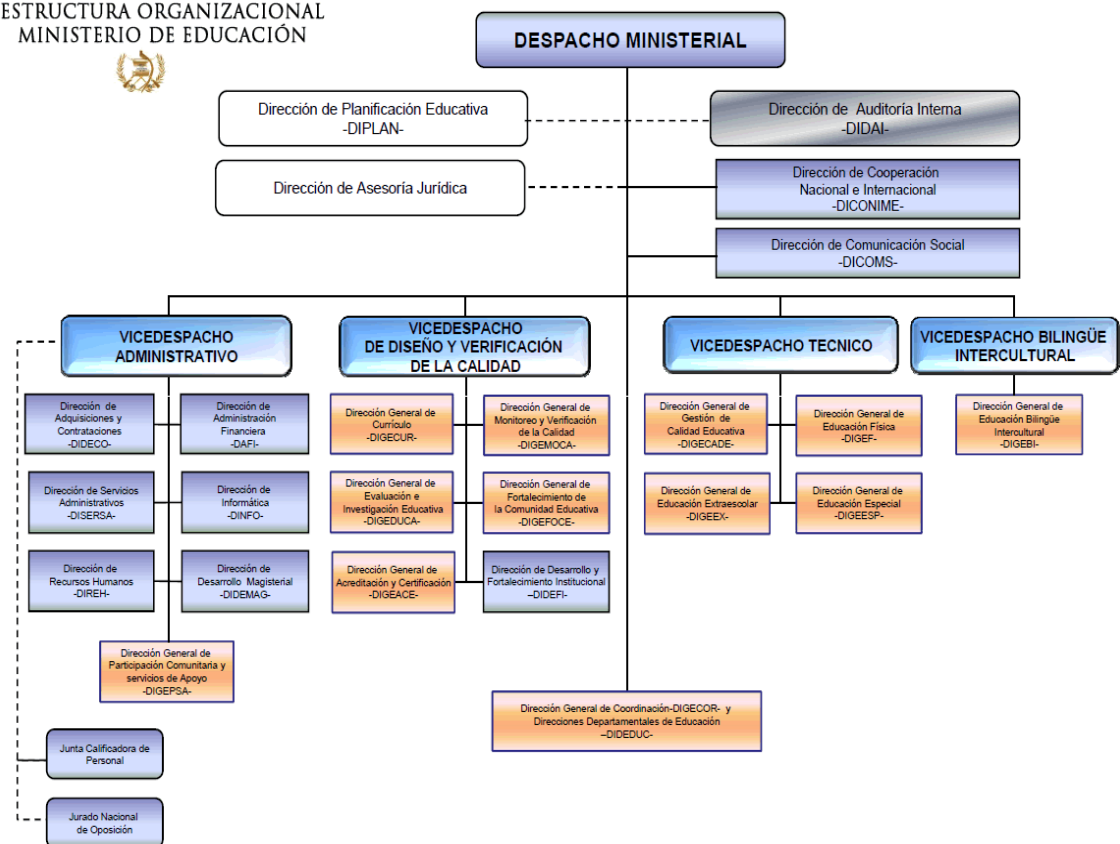 ESTRUCTURA ORGANIZACIONAL
MINISTERIO DE EDUCACIÓN
DESPACHO MINISTERIAL
Dirección de Planificación Educativa
-DIPLAN-
Dirección de Auditoría Interna
-DIDAI-
Dirección de Asesoría Jurídica
Dirección de Cooperación
Nacional e Internacional
-DICONIME-
Dirección de Comunicación Social
-DICOMS-
VICEDESPACHO
ADMINISTRATIVO
VICEDESPACHO
DE DISEÑO Y VERIFICACIÓN
DE LA CALIDAD
VICEDESPACHO TECNICO
VICEDESPACHO BILINGÜE
INTERCULTURAL
Dirección de
Adquisiciones y
Contrataciones
-DIDECO-
Dirección de
Administración
Financiera
-DAFI-
Dirección General de
Currículo
-DIGECUR-
Dirección General de
Monitoreo y Verificación
de la Calidad
-DIGEMOCA-
Dirección General de
Gestión de
Calidad Educativa
-DIGECADE-
Dirección General de
Educación Física
-DIGEF-
Dirección General de
Educación Bilingüe
Intercultural
-DIGEBI-
Dirección de Servicios
Administrativos
-DISERSA-
Dirección de
Informática
-DINFO-
Dirección General de
Evaluación e
Investigación Educativa
-DIGEDUCA-
Dirección General de
Fortalecimiento de
la Comunidad Educativa
-DIGEFOCE-
Dirección General de
Educación Extraescolar
-DIGEEX-
Dirección General de
Educación Especial
-DIGEESP-
Dirección de
Recursos Humanos
-DIREH-
Dirección de
Desarrollo Magisterial
-DIDEMAG-
Dirección General de
Acreditación y Certificación
-DIGEACE-
Dirección de Desarrollo y
Fortalecimiento Institucional
–DIDEFI-
Dirección General de
Participación Comunitaria y
servicios de Apoyo
-DIGEPSA-
Dirección General de Coordinación-DIGECOR- y
Direcciones Departamentales de Educación
–DIDEDUC-
Junta Calificadora de
Personal
Jurado Nacional
de Oposición